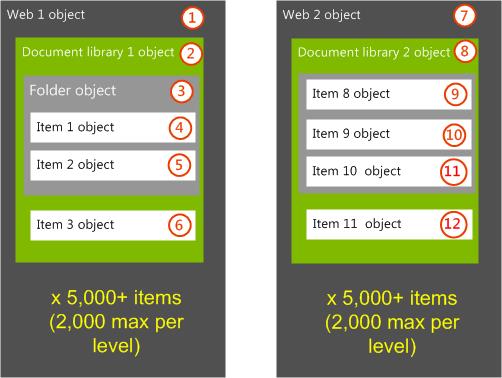 Web 1 object 1
Document library 1 object 2
Folder object 3
Item 1 object 4
Item 2 object 5
Item 3 object 6
x 5,000+ items
(2,000 max per
level)
Web 2 object 7
Document library 2 object 8
Item 8 object 9
Item 9 object 10
Item 10 object 11
Item 11 object 12
x 5,000+ items
(2,000 max per
level)